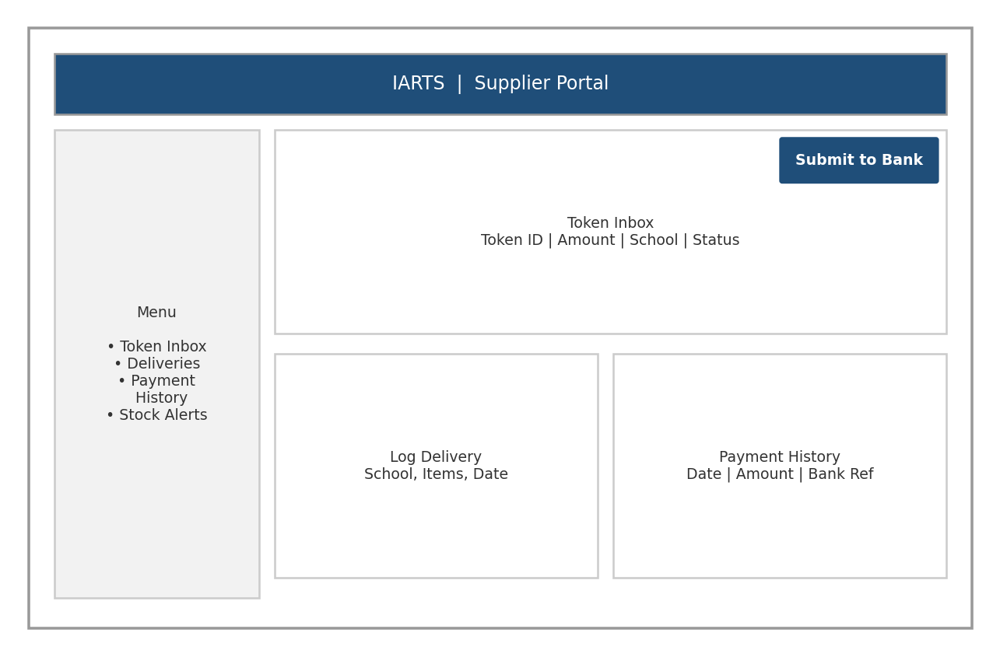 IARTS | Supplier Portal
Menu
• Token Inbox
• Deliveries
• Payment
History
• Stock Alerts
Submit to Bank
Token Inbox
Token ID | Amount | School | Status
Log Delivery
School, Items, Date
Payment History
Date | Amount | Bank Ref